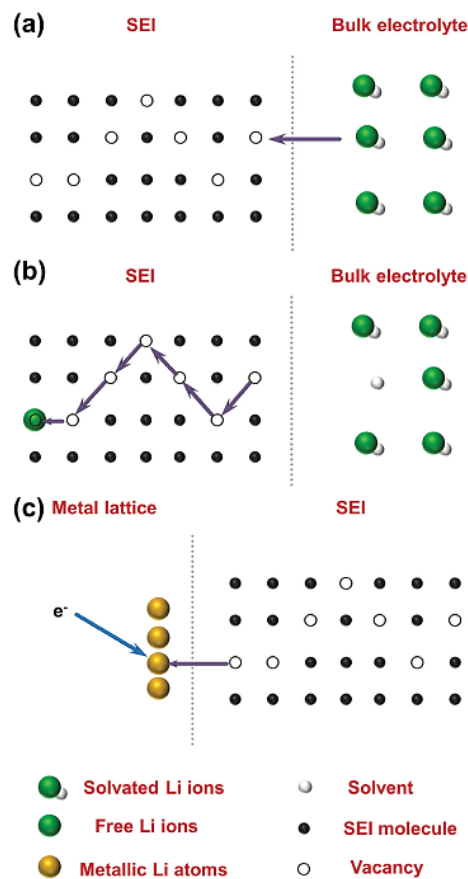 (a)
SEI Bulk electrolyte
(b)
SEI Bulk electrolyte
(c)
Metal lattice SEI
e-
Solvated Li ions Solvent
Free Li ions SEI molecule
Metallic Li atoms Vacancy